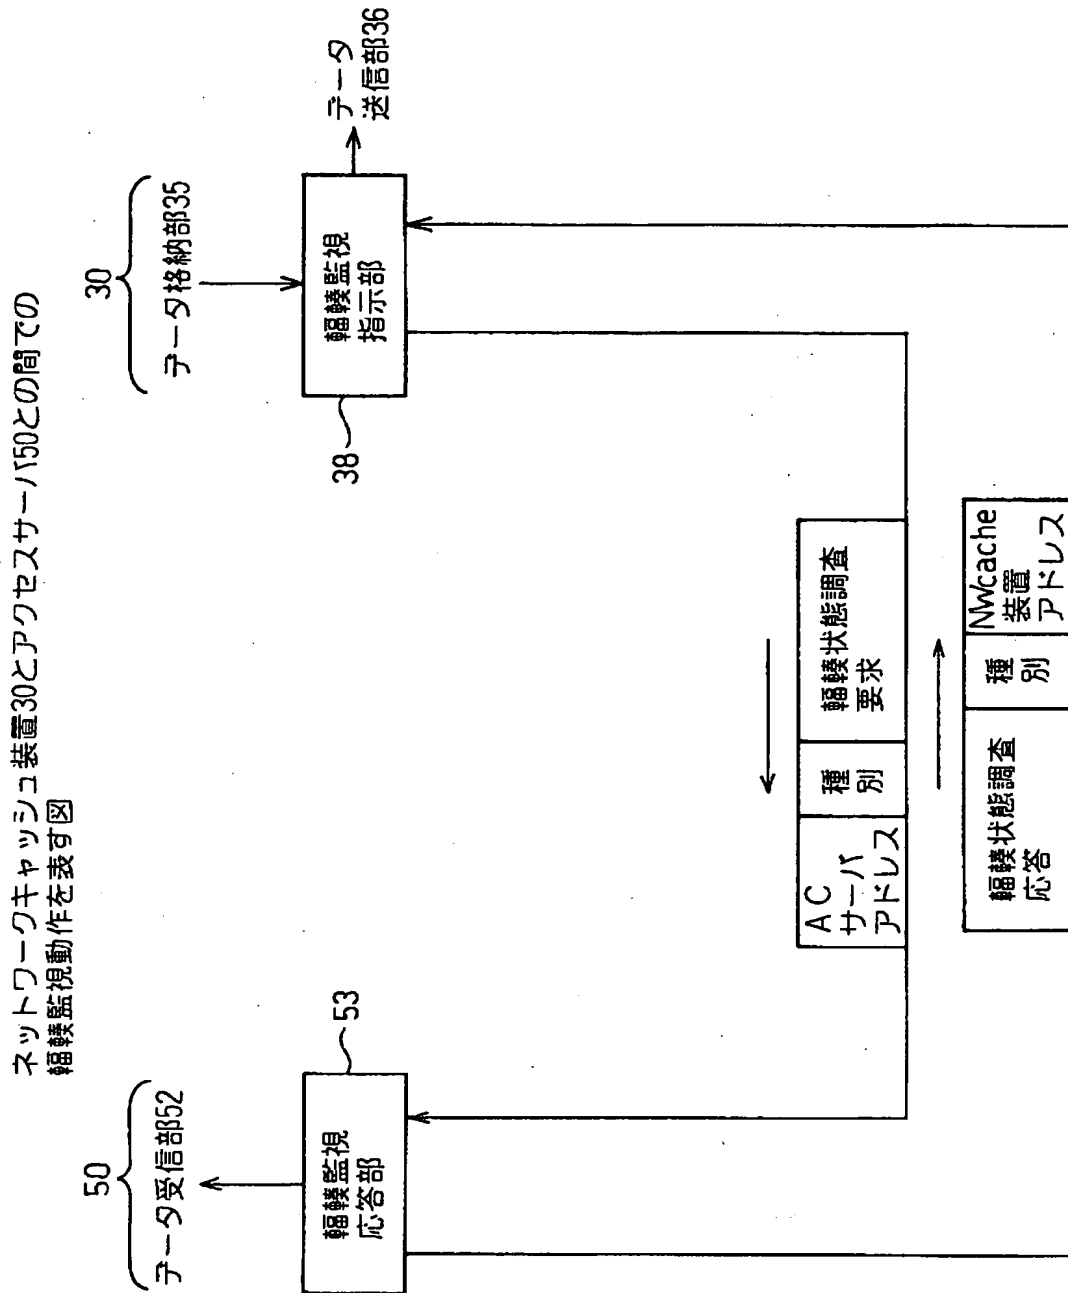 ネットワークキャッシュ装置30とアクセスサーバ50との間での
輻輳監視動作を表す図
50
データ受信部52
輻輳監視
応答部
53
30
データ格納部35
輻輳監視
指示部
38
データ
送信部36
AC
サーバ
アドレス
種別
輻輳状態調査
要求
輻輳状態調査
応答
種別
NWcache
装置
アドレス